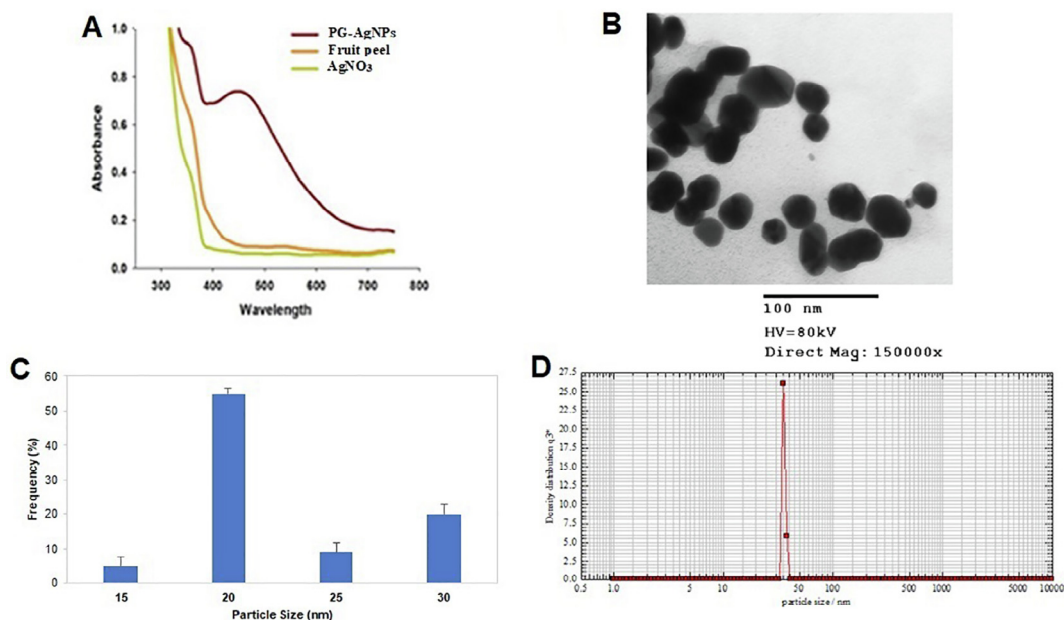 A
PG-AgNPs
Fruit peel
AgNO3
Absorbance
1.0
0.8
0.6
0.4
0.2
0.0
300 400 500 600 700 800
Wavelength
B
100 nm
HV=80kV
Direct Mag: 150000x
C
Frequency (%)
60
50
40
30
20
10
0
15 20 25 30
Particle Size (nm)
D
Density distribution q3*
27.5
25.0
22.5
20.0
17.5
15.0
12.5
10.0
7.5
5.0
2.5
0.0
0.5 1.0 5 10 50 100 500 1000 5000 10000
particle size / nm